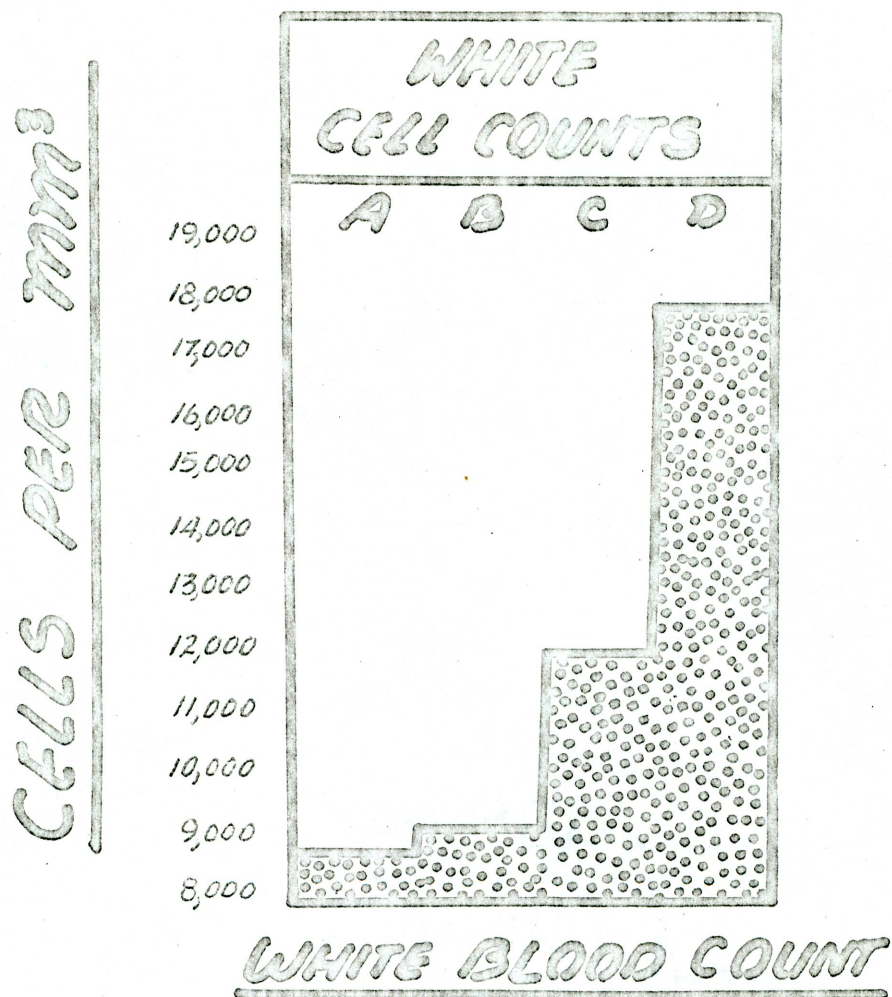 WHITE
CELL COUNTS
A B C D
CELLS PER mm³
19,000
18,000
17,000
16,000
15,000
14,000
13,000
12,000
11,000
10,000
9,000
8,000
WHITE BLOOD COUNT